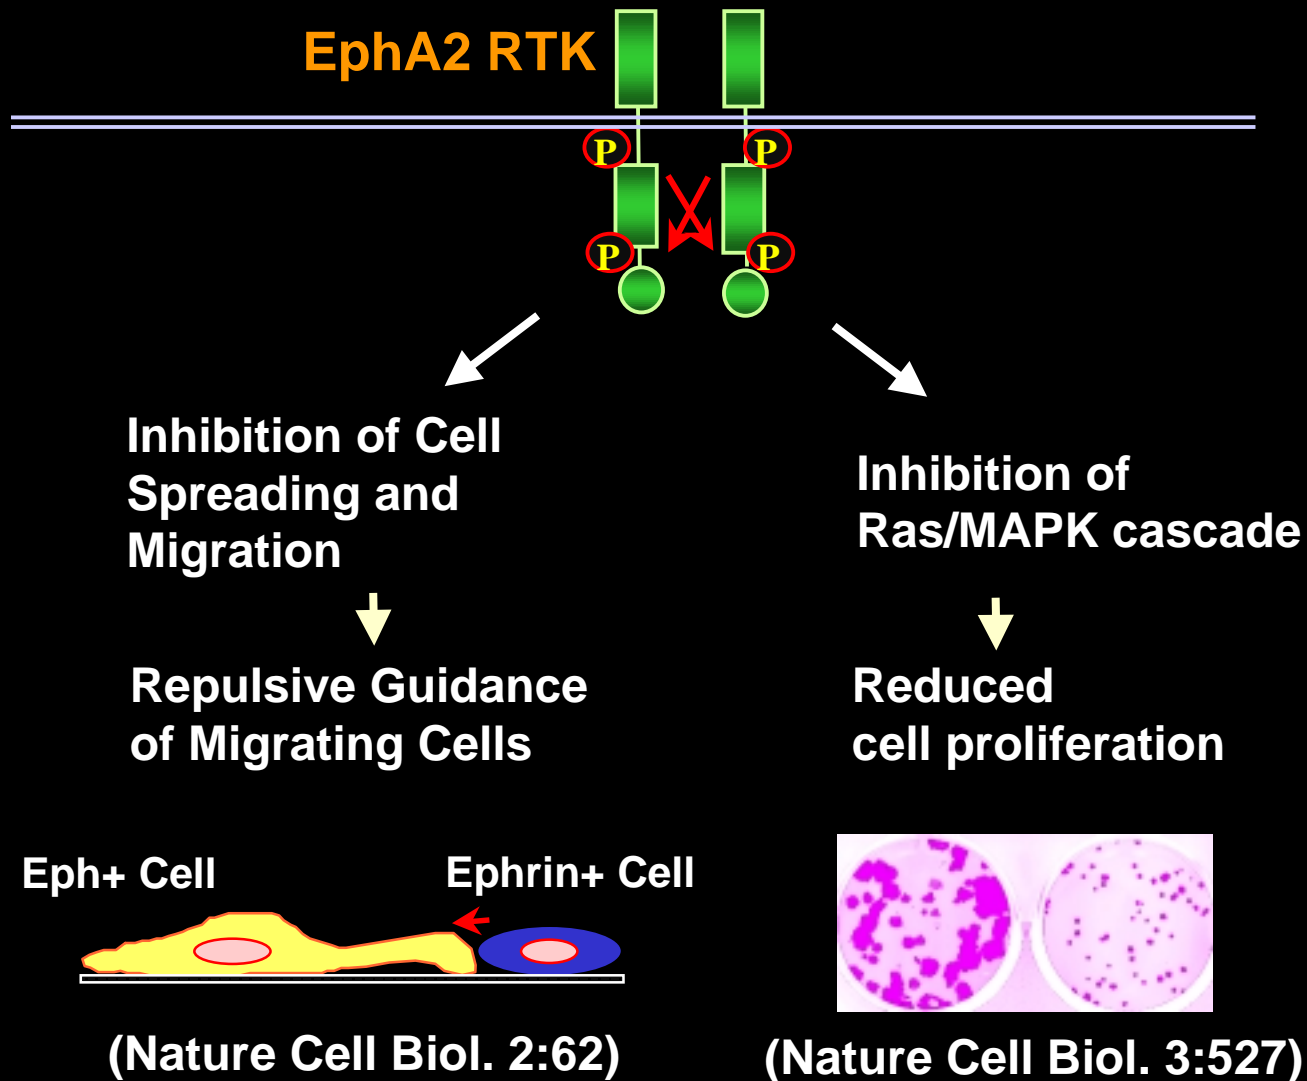 EphA2 RTK
P
P
P
P
Inhibition of Cell
Spreading and
Migration
Inhibition of
Ras/MAPK cascade
Repulsive Guidance
of Migrating Cells
Reduced
cell proliferation
Eph+ Cell
Ephrin+ Cell
(Nature Cell Biol. 2:62)
(Nature Cell Biol. 3:527)